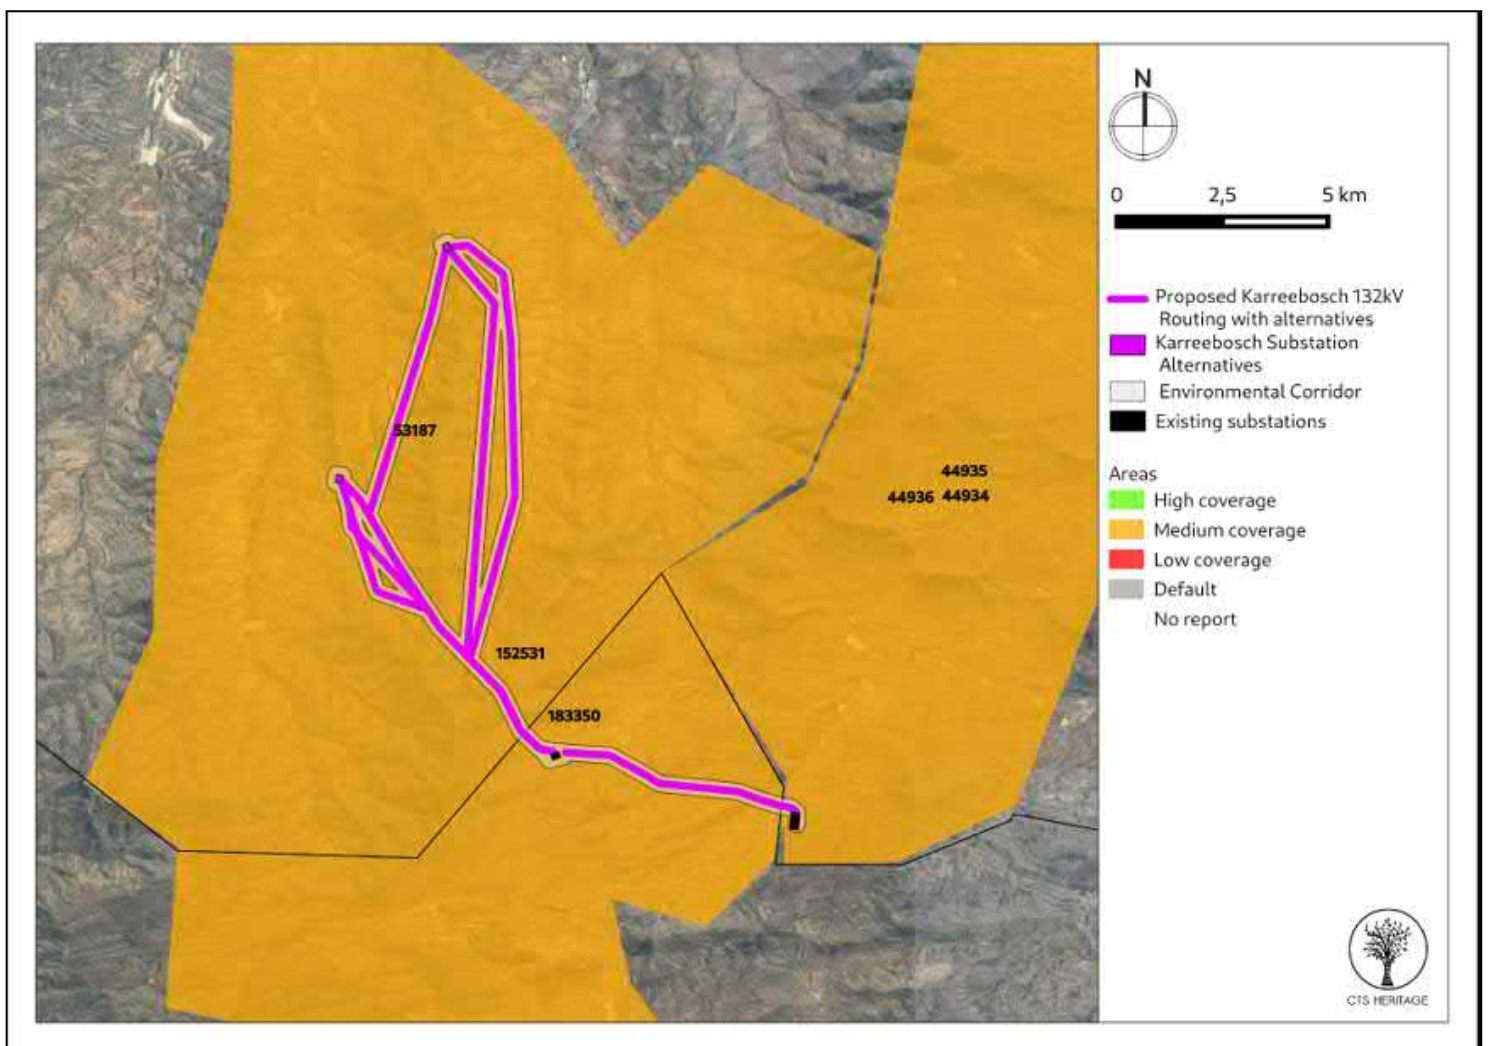 N
0 2,5 5 km
Proposed Karreebosch 132kV
Routing with alternatives
Karreebosch Substation
Alternatives
Environmental Corridor
Existing substations
Areas
High coverage
Medium coverage
Low coverage
Default
No report
53187
44935
44936 44934
152531
183350
CTS HERITAGE